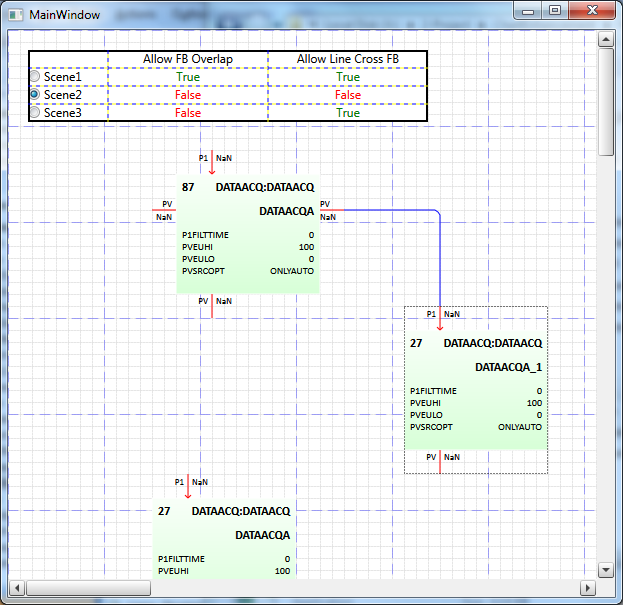 MainWindow
Allow FB Overlap Allow Line Cross FB
Scene1 True True
Scene2 False False
Scene3 False True
P1 NaN
87 DATAACQ:DATAACQ
PV DATAACQA PV
NaN NaN
P1FILTTIME 0
PVEUHI 100
PVEULO 0
PVSRCOPT ONLYAUTO
PV NaN
P1 NaN
27 DATAACQ:DATAACQ
DATAACQA_1
P1FILTTIME 0
PVEUHI 100
PVEULO 0
PVSRCOPT ONLYAUTO
PV NaN
P1 NaN
27 DATAACQ:DATAACQ
DATAACQA
P1FILTTIME 0
PVEUHI 100